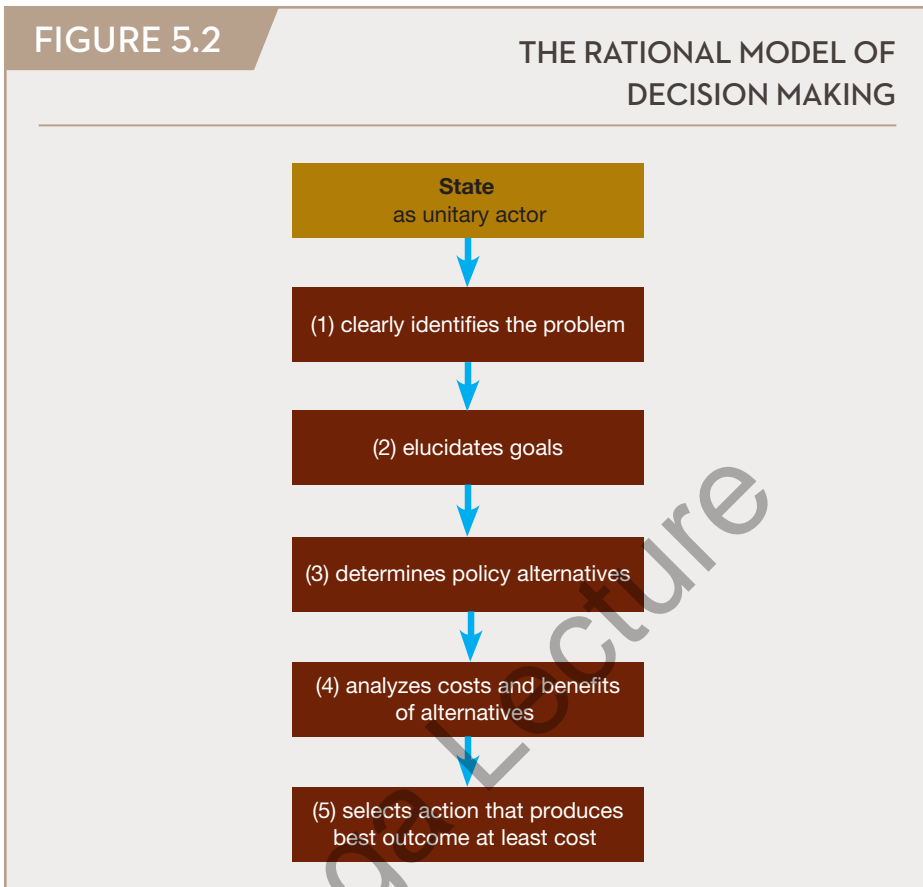 FIGURE 5.2
THE RATIONAL MODEL OF
DECISION MAKING
State
as unitary actor
(1) clearly identifies the problem
(2) elucidates goals
(3) determines policy alternatives
(4) analyzes costs and benefits
of alternatives
(5) selects action that produces
best outcome at least cost
Lecture